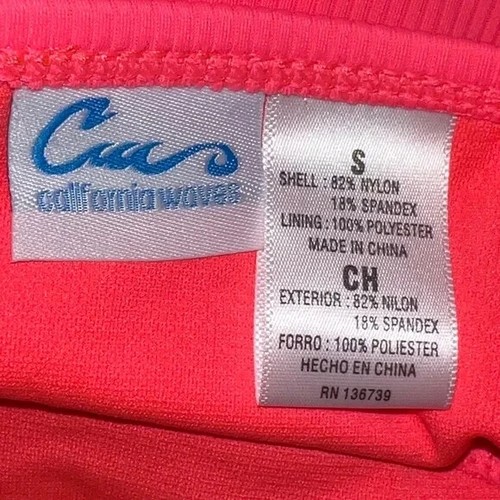 california waves
S
SHELL : 82% NYLON
18% SPANDEX
LINING : 100% POLYESTER
MADE IN CHINA
CH
EXTERIOR : 82% NILON
18% SPANDEX
FORRO : 100% POLIESTER
HECHO EN CHINA
RN 136739